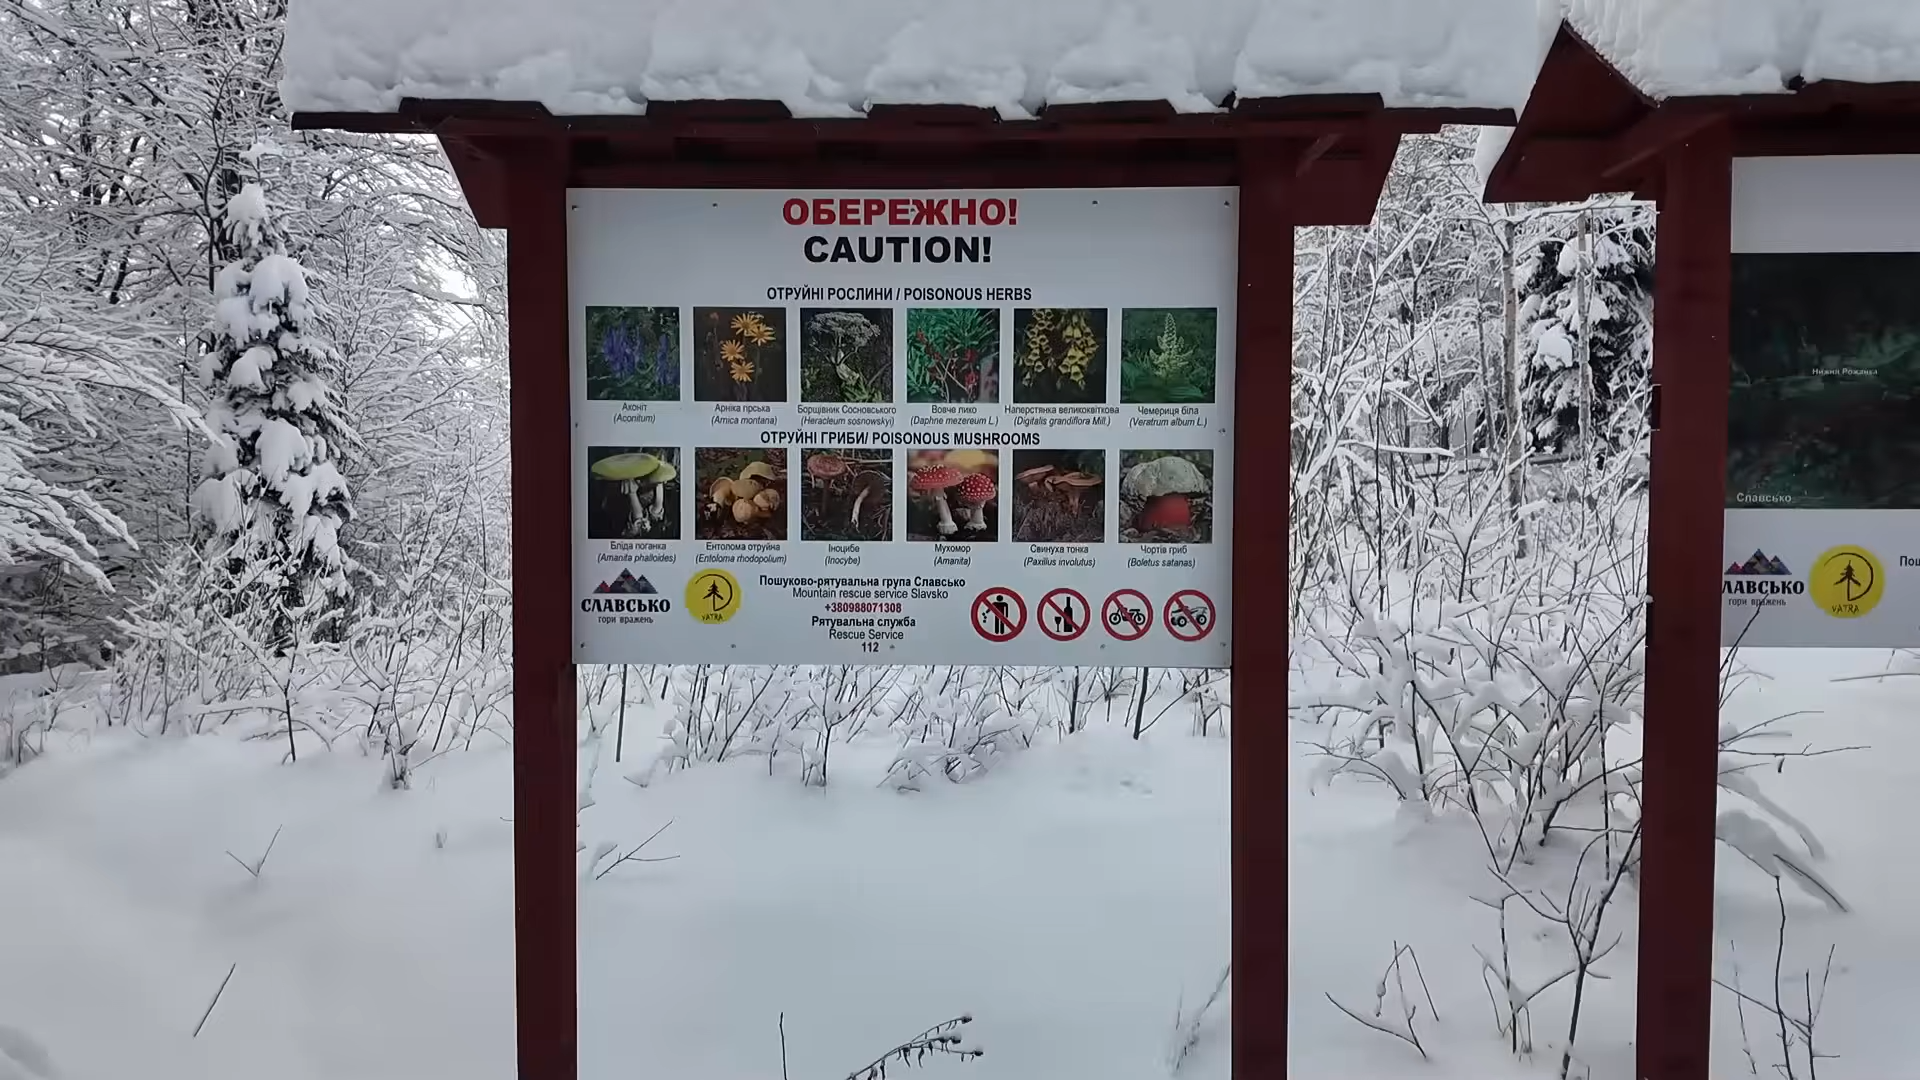 ОБЕРЕЖНО!
CAUTION!
ОТРУЙНІ РОСЛИНИ / POISONOUS HERBS
Аконіт
(Aconitum)
Арніка гірська
(Arnica montana)
Борщівник Сосновського
(Heracleum sosnowskyi)
Вовче лико
(Daphne mezereum L.)
Наперстянка великоквіткова
(Digitalis grandiflora Mill.)
Чемериця біла
(Veratrum album L.)
ОТРУЙНІ ГРИБИ/ POISONOUS MUSHROOMS
Бліда поганка
(Amanita phalloides)
Ентолома отруйна
(Entoloma rhodopolium)
Іноцибе
(Inocybe)
Мухомор
(Amanita)
Свинуха тонка
(Paxillus involutus)
Чортів гриб
(Boletus satanas)
СЛАВСЬКО
гори вражень
VATRA
Пошуково-рятувальна група Славсько
Mountain rescue service Slavsko
+380988071308
Рятувальна служба
Rescue Service
112
Нижня Рожанка
Славсько
СЛАВСЬКО
гори вражень
VATRA